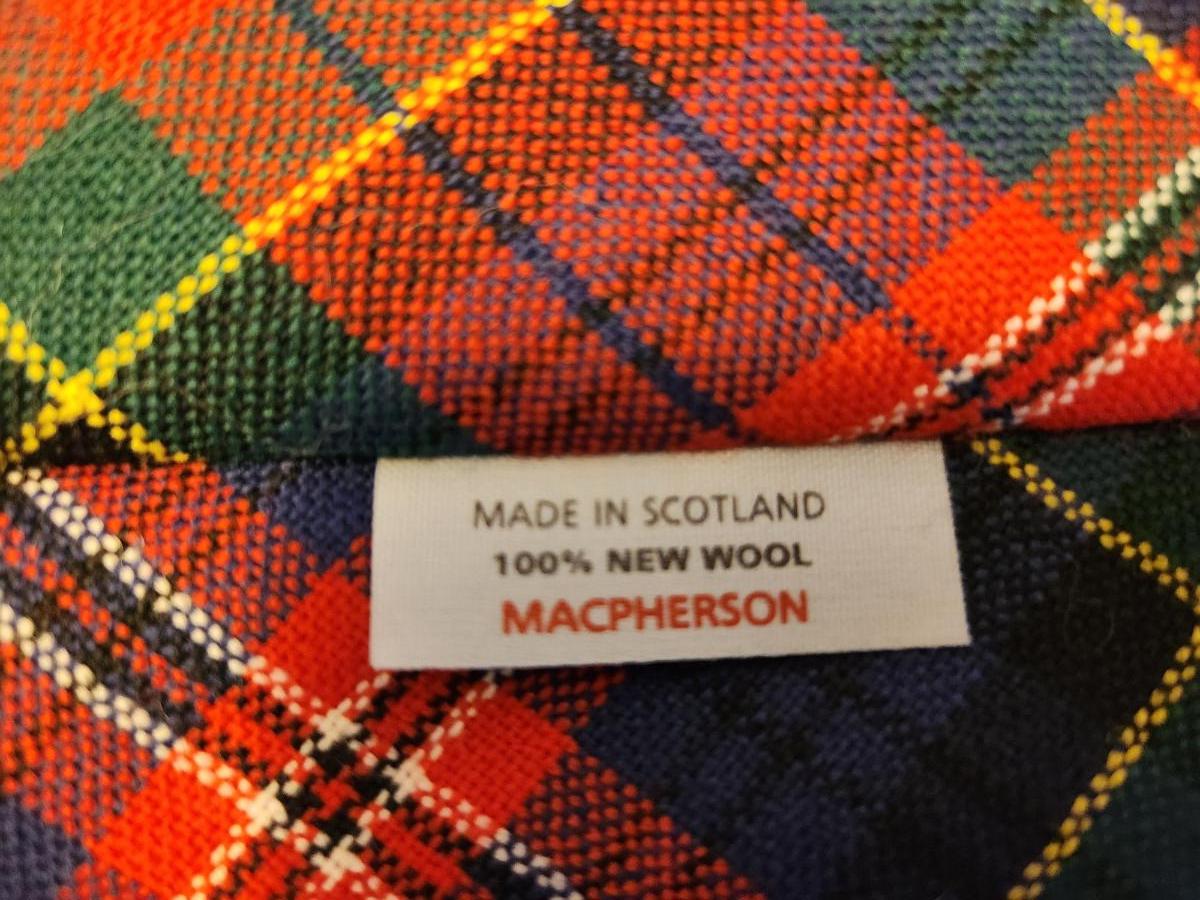 MADE IN SCOTLAND
100% NEW WOOL
MACPHERSON